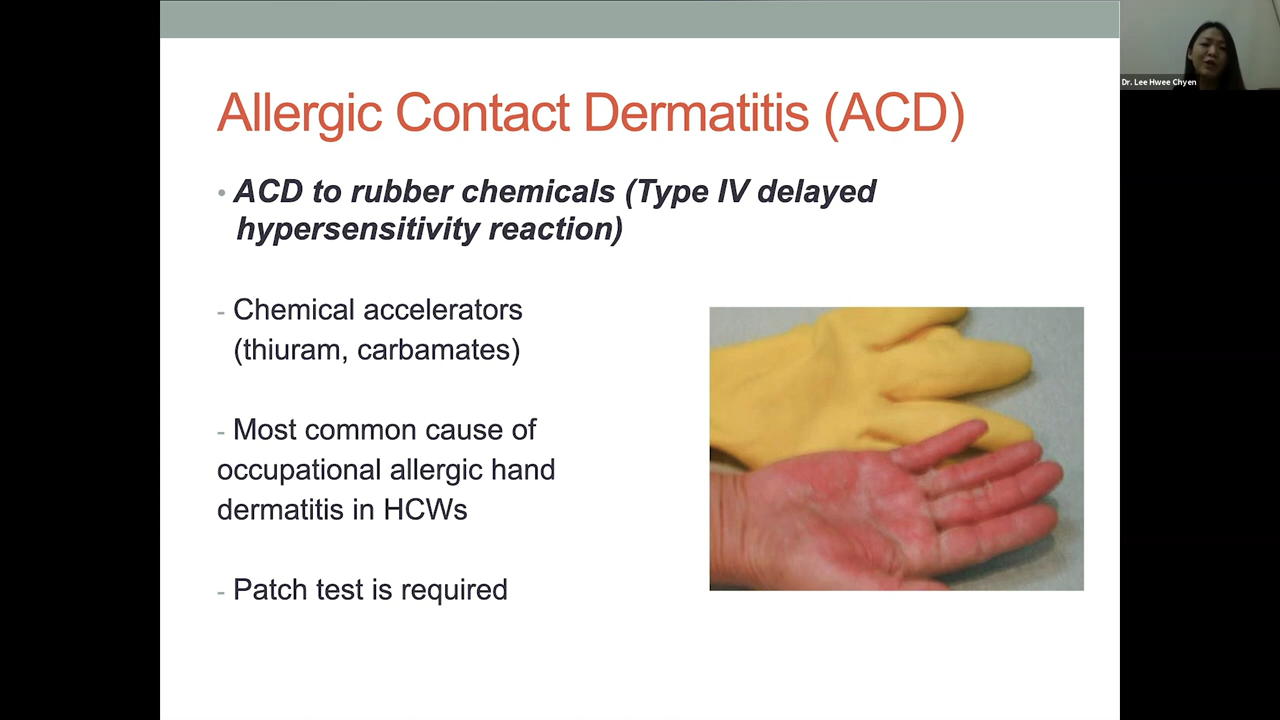 Allergic Contact Dermatitis (ACD)
• ACD to rubber chemicals (Type IV delayed
hypersensitivity reaction)
- Chemical accelerators
(thiuram, carbamates)
- Most common cause of
occupational allergic hand
dermatitis in HCWs
- Patch test is required
Dr. Lee Hwee Chyen